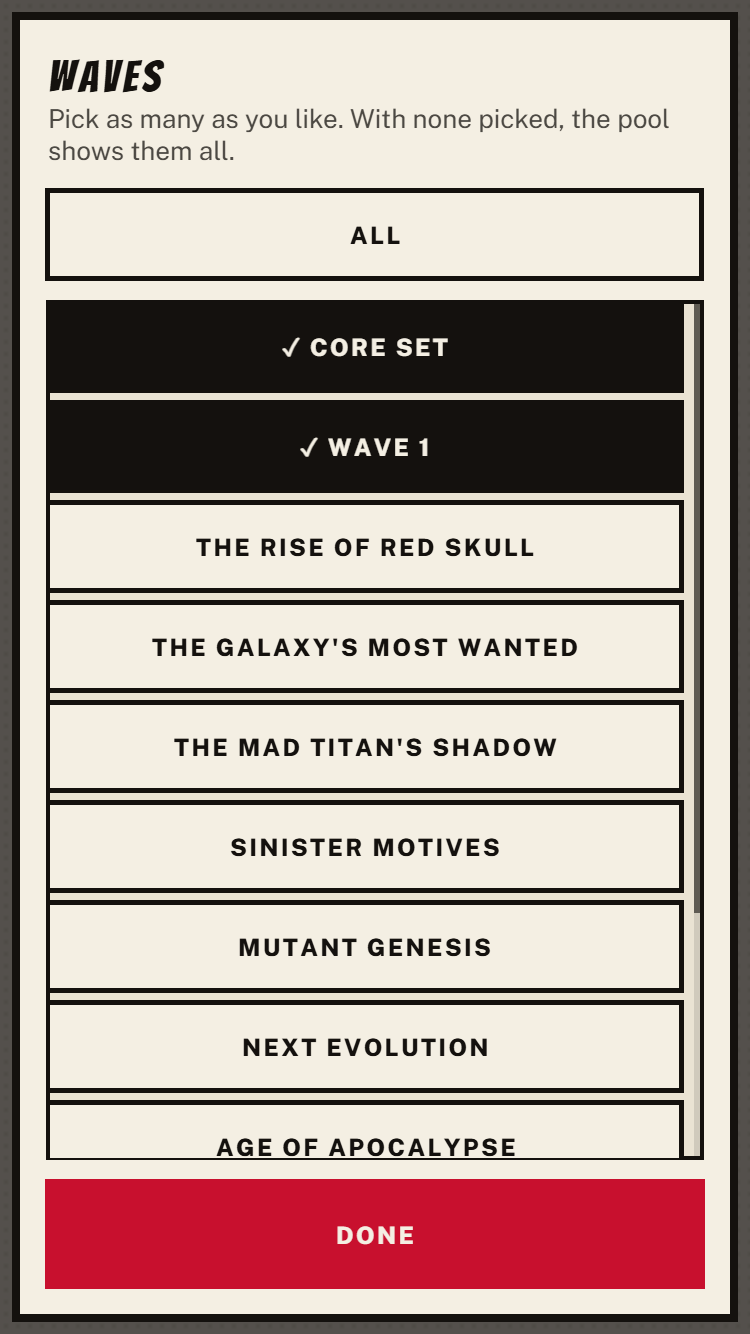 WAVES
Pick as many as you like. With none picked, the pool
shows them all.
ALL
✓ CORE SET
✓ WAVE 1
THE RISE OF RED SKULL
THE GALAXY'S MOST WANTED
THE MAD TITAN'S SHADOW
SINISTER MOTIVES
MUTANT GENESIS
NEXT EVOLUTION
AGE OF APOCALYPSE
DONE